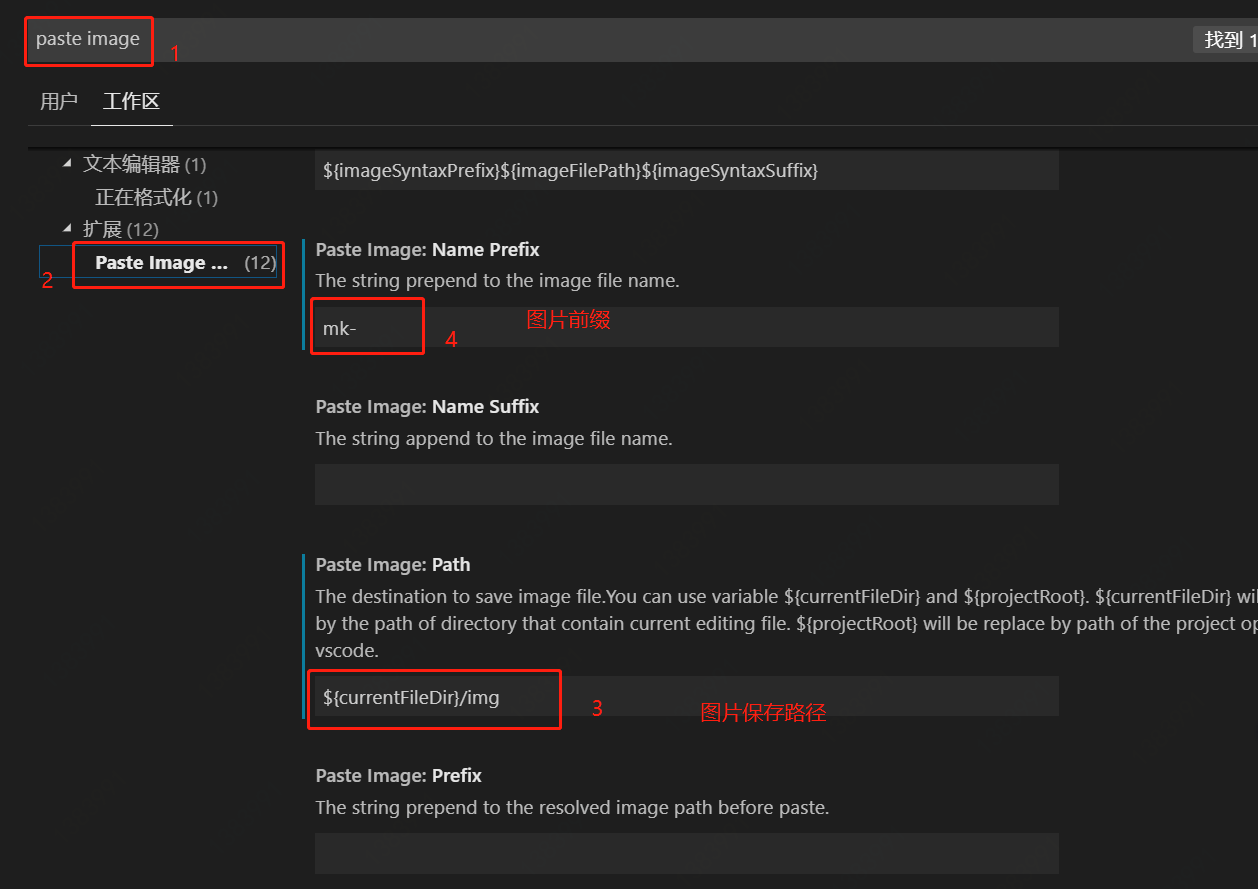 paste image
1
找到 1
用户 工作区
文本编辑器 (1)
正在格式化 (1)
扩展 (12)
Paste Image ... (12)
2
${imageSyntaxPrefix}${imageFilePath}${imageSyntaxSuffix}
Paste Image: Name Prefix
The string prepend to the image file name.
mk-
4
图片前缀
Paste Image: Name Suffix
The string append to the image file name.
Paste Image: Path
The destination to save image file.You can use variable ${currentFileDir} and ${projectRoot}. ${currentFileDir} wil
by the path of directory that contain current editing file. ${projectRoot} will be replace by path of the project op
vscode.
${currentFileDir}/img
3
图片保存路径
Paste Image: Prefix
The string prepend to the resolved image path before paste.